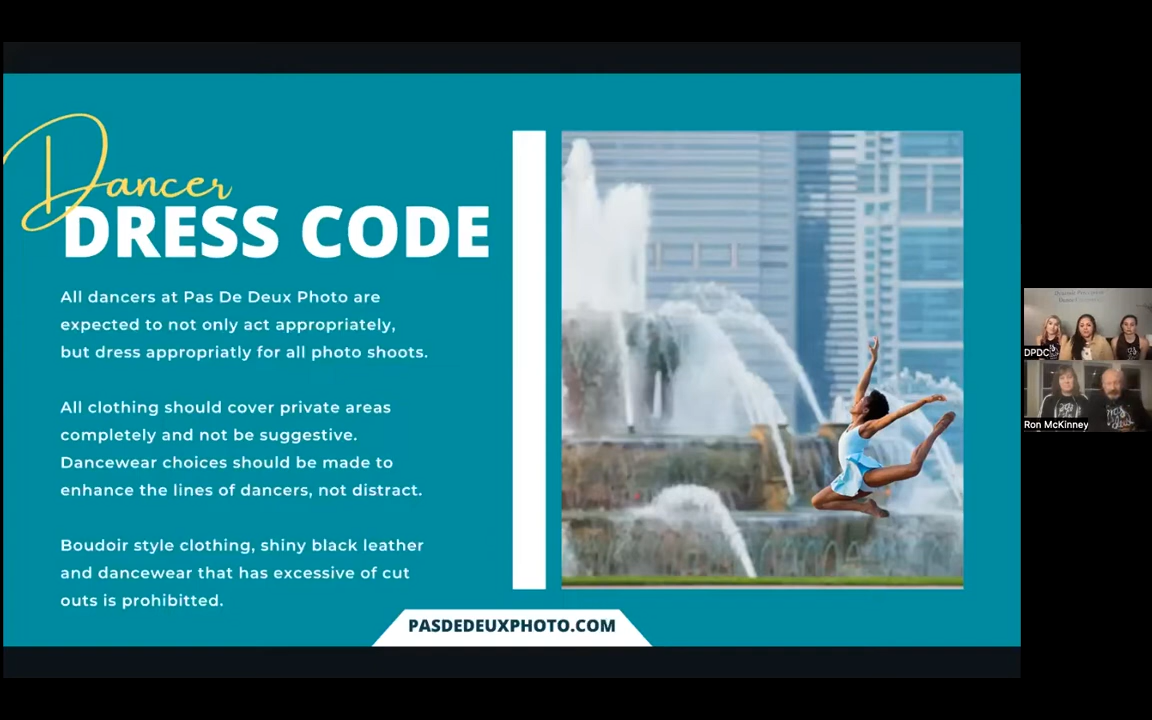 Dancer
DRESS CODE
All dancers at Pas De Deux Photo are
expected to not only act appropriately,
but dress appropriatly for all photo shoots.
All clothing should cover private areas
completely and not be suggestive.
Dancewear choices should be made to
enhance the lines of dancers, not distract.
Boudoir style clothing, shiny black leather
and dancewear that has excessive of cut
outs is prohibitted.
PASDEDEUXPHOTO.COM
DPDC
Ron McKinney